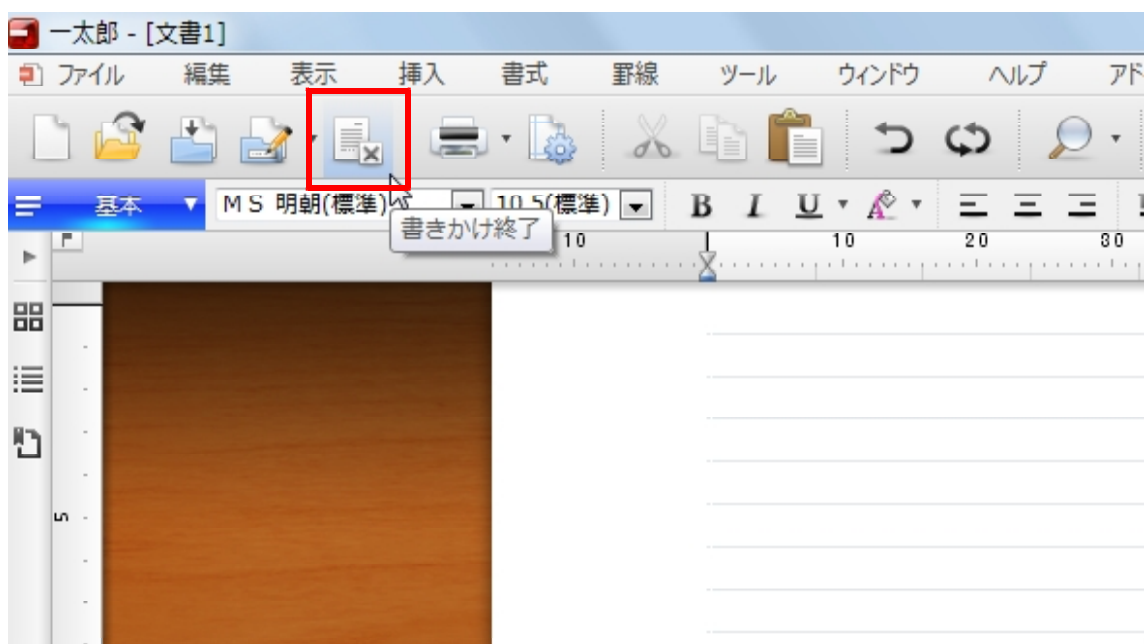 一太郎 - [文書1]
ファイル 編集 表示 挿入 書式 罫線 ツール ウィンドウ ヘルプ アド
基本 ＭＳ 明朝(標準) 10.5(標準) B I U
書きかけ終了
10 10 20 30
5